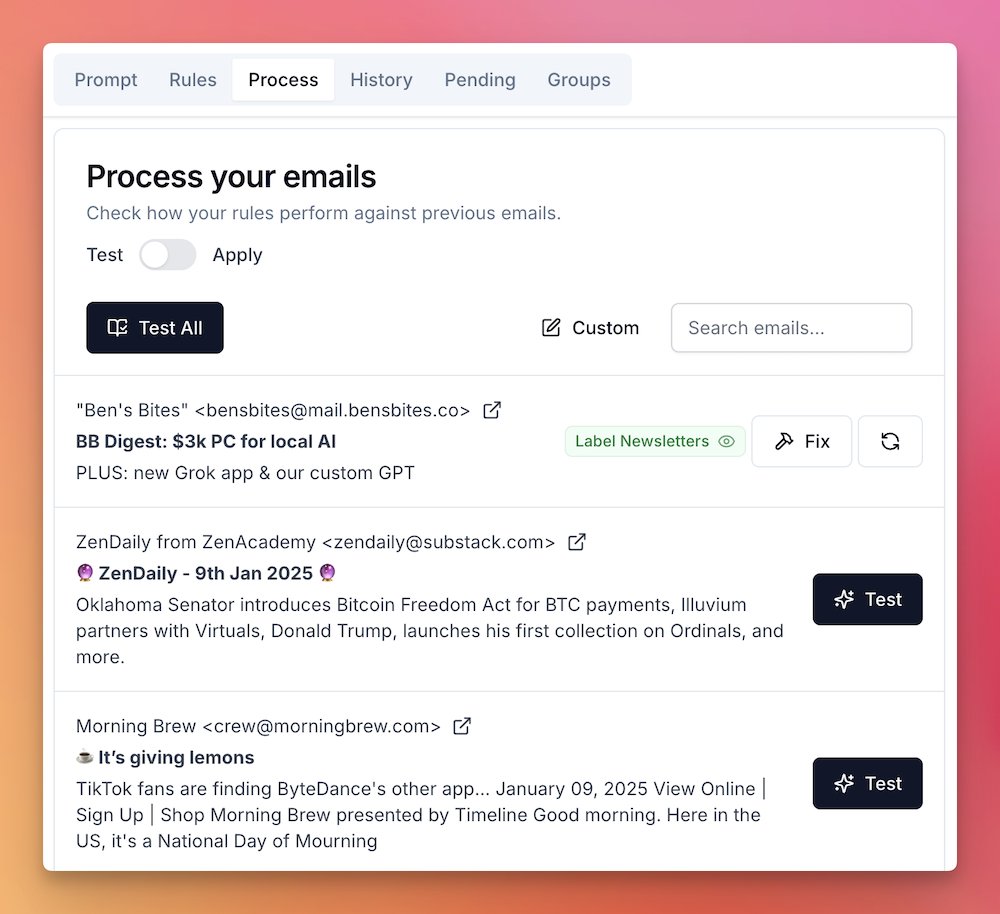 Prompt Rules Process History Pending Groups
Process your emails
Check how your rules perform against previous emails.
Test Apply
Test All Custom Search emails...
"Ben's Bites" <bensbites@mail.bensbites.co>
BB Digest: $3k PC for local AI
Label Newsletters Fix
PLUS: new Grok app & our custom GPT
ZenDaily from ZenAcademy <zendaily@substack.com>
🔮 ZenDaily - 9th Jan 2025 🔮
Oklahoma Senator introduces Bitcoin Freedom Act for BTC payments, Illuvium
partners with Virtuals, Donald Trump, launches his first collection on Ordinals, and
more.
Test
Morning Brew <crew@morningbrew.com>
☕ It’s giving lemons
TikTok fans are finding ByteDance's other app... January 09, 2025 View Online |
Sign Up | Shop Morning Brew presented by Timeline Good morning. Here in the
US, it's a National Day of Mourning
Test